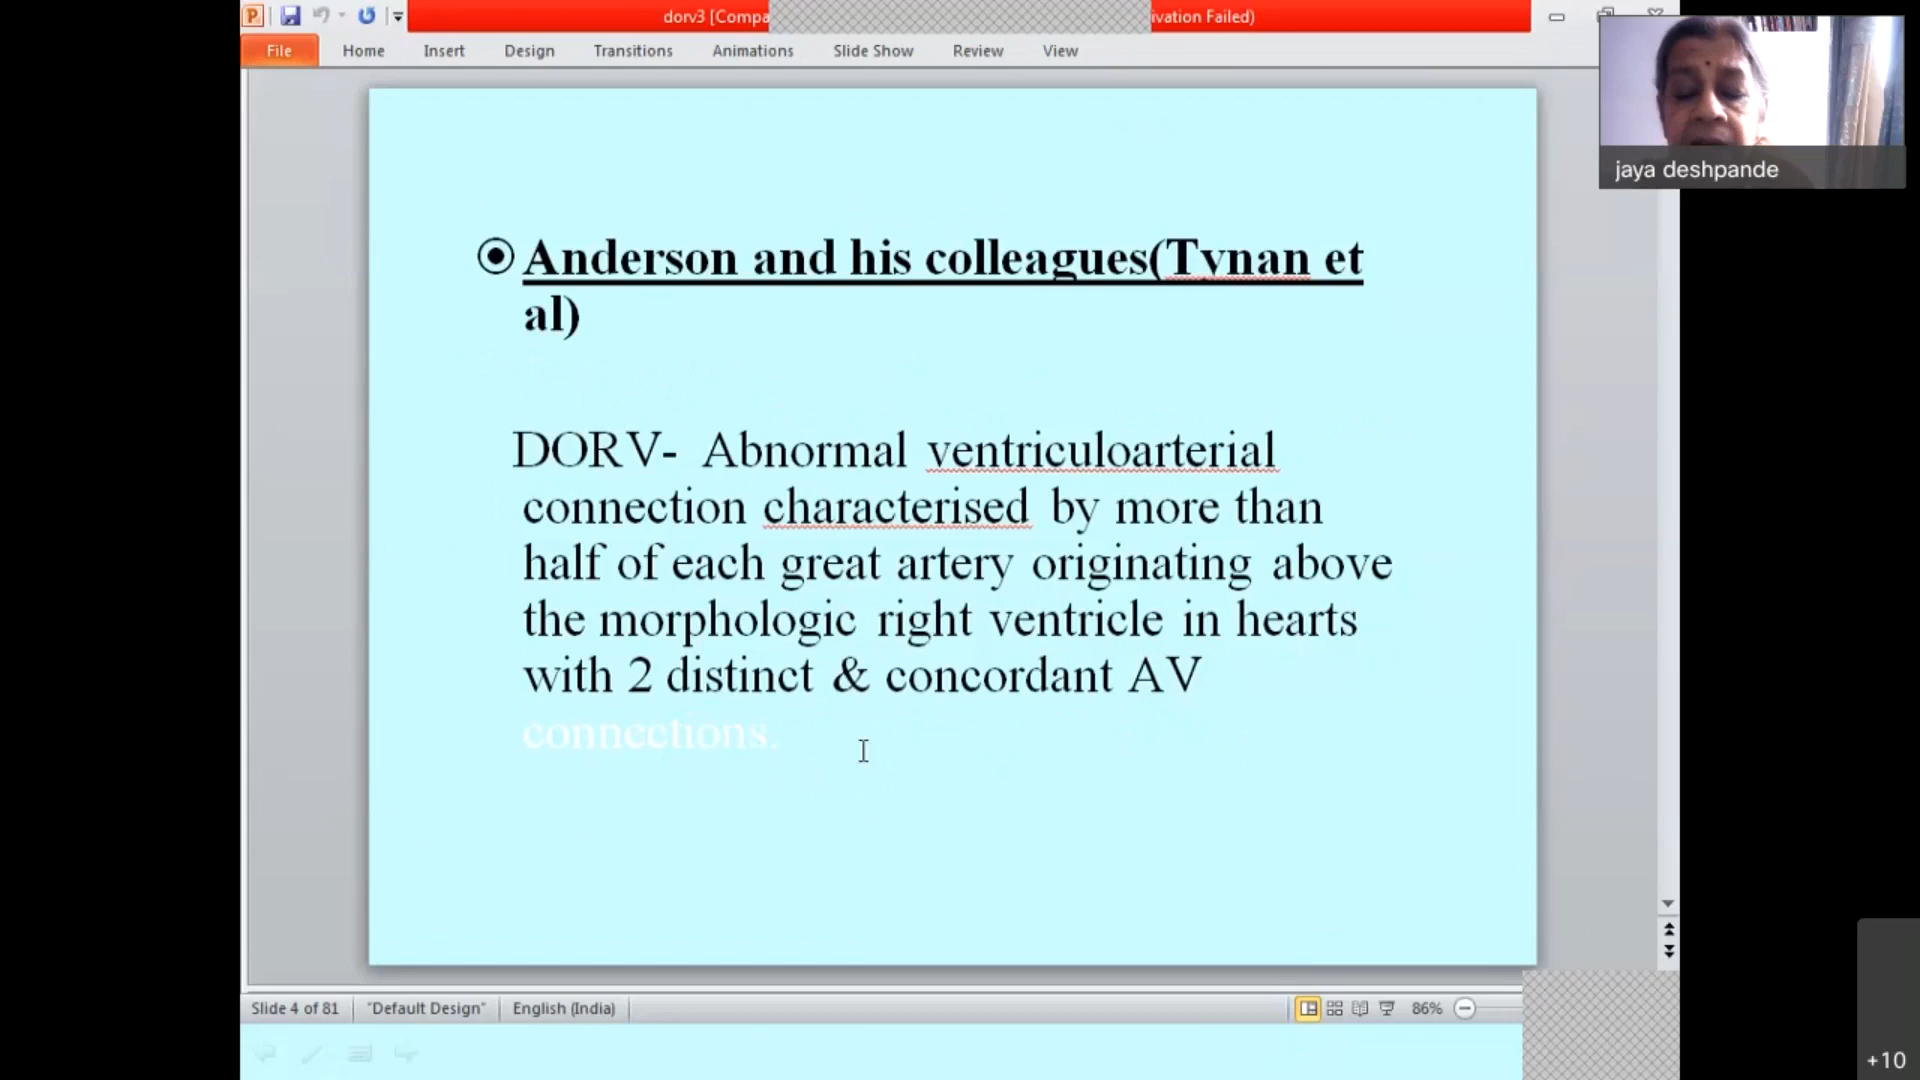 dorv3 [Compa
ivation Failed)
File Home Insert Design Transitions Animations Slide Show Review View
jaya deshpande
Anderson and his colleagues(Tynan et
al)
DORV- Abnormal ventriculoarterial
connection characterised by more than
half of each great artery originating above
the morphologic right ventricle in hearts
with 2 distinct & concordant AV
connections.
Slide 4 of 81 "Default Design" English (India) 86%
+10